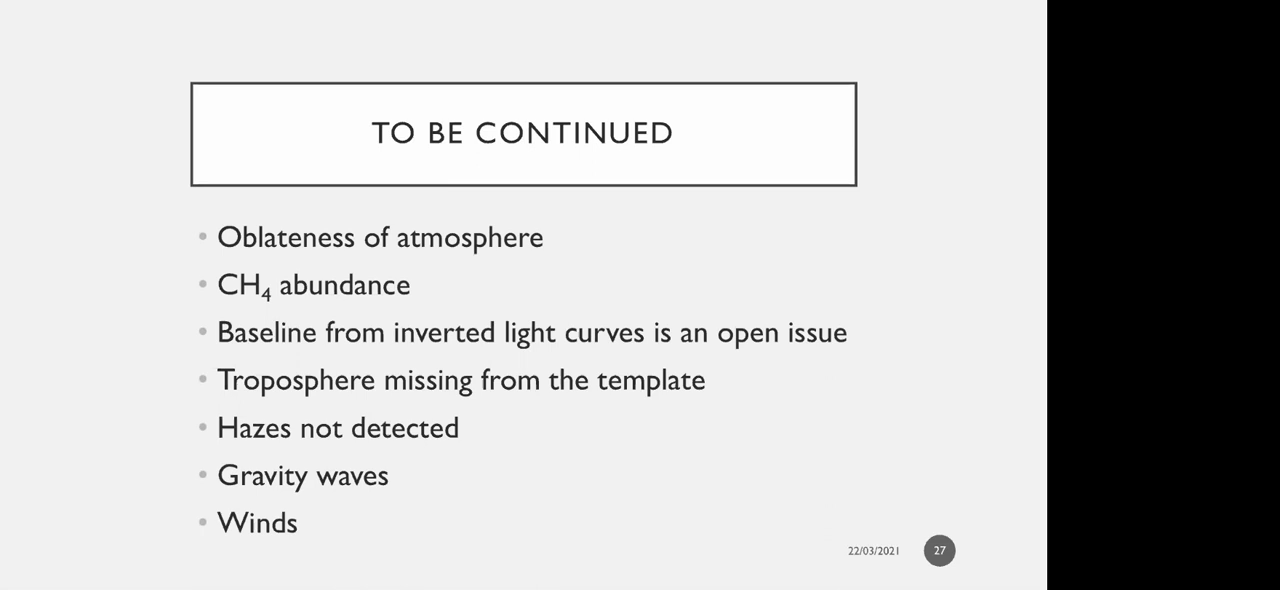 TO BE CONTINUED
• Oblateness of atmosphere
• CH₄ abundance
• Baseline from inverted light curves is an open issue
• Troposphere missing from the template
• Hazes not detected
• Gravity waves
• Winds
22/03/2021
27